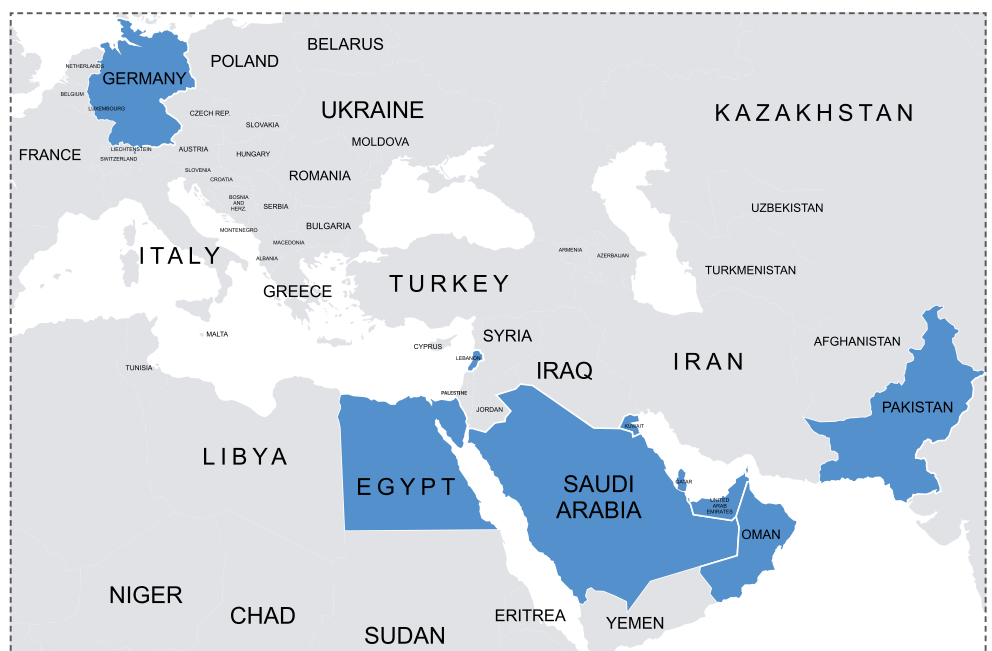 BELARUS
POLAND
NETHERLANDS
GERMANY
BELGIUM
LUXEMBOURG
UKRAINE
KAZAKHSTAN
CZECH REP.
SLOVAKIA
MOLDOVA
FRANCE
LIECHTENSTEIN
SWITZERLAND
AUSTRIA
HUNGARY
SLOVENIA
CROATIA
ROMANIA
BOSNIA
AND
HERZ.
SERBIA
UZBEKISTAN
MONTENEGRO
BULGARIA
MACEDONIA
ITALY
ALBANIA
ARMENIA
AZERBAIJAN
TURKMENISTAN
TURKEY
GREECE
MALTA
SYRIA
CYPRUS
LEBANON
AFGHANISTAN
TUNISIA
IRAQ
IRAN
PALESTINE
JORDAN
PAKISTAN
KUWAIT
LIBYA
EGYPT
SAUDI
ARABIA
QATAR
UNITED
ARAB
EMIRATES
OMAN
NIGER
CHAD
ERITREA
YEMEN
SUDAN